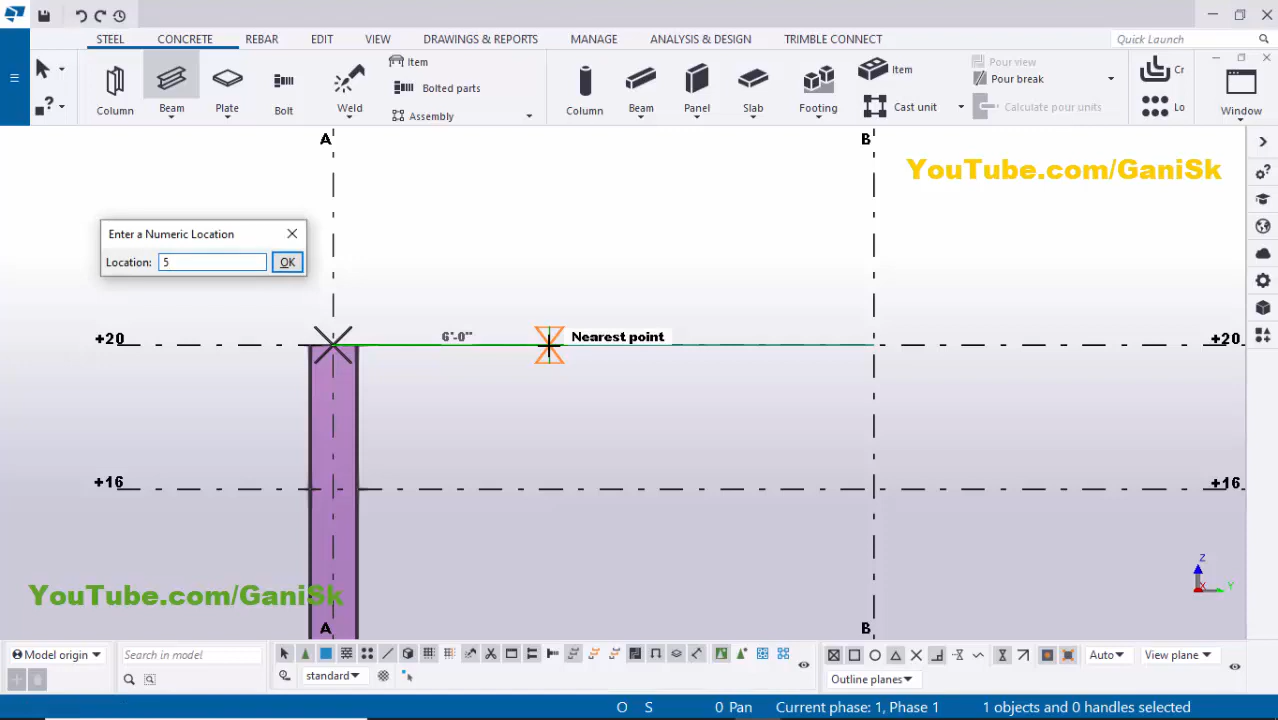 STEEL CONCRETE REBAR EDIT VIEW DRAWINGS & REPORTS MANAGE ANALYSIS & DESIGN TRIMBLE CONNECT Quick Launch
Column Beam Plate Bolt Weld
Item
Bolted parts
Assembly
Column Beam Panel Slab Footing
Item
Cast unit
Pour view
Pour break
Calculate pour units
Cr
Lo
Window
A B
YouTube.com/GaniSk
Enter a Numeric Location
Location: 5 OK
+20 6'-0" Nearest point +20
+16 +16
YouTube.com/GaniSk
Z
X Y
A B
Model origin Search in model
standard
Auto View plane
Outline planes
O S 0 Pan Current phase: 1, Phase 1 1 objects and 0 handles selected